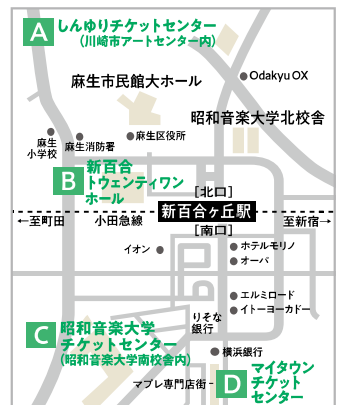 A しんゆりチケットセンター
（川崎市アートセンター内）
麻生市民館大ホール
Odakyu OX
昭和音楽大学北校舎
麻生
小学校
麻生消防署
麻生区役所
B 新百合
トウェンティワン
ホール
[北口]
新百合ヶ丘駅
←至町田
小田急線
至新宿→
[南口]
イオン
ホテルモリノ
オーパ
エルミロード
イトーヨーカドー
りそな
銀行
C 昭和音楽大学
チケットセンター
（昭和音楽大学南校舎内）
横浜銀行
マプレ専門店街
D マイタウン
チケット
センター